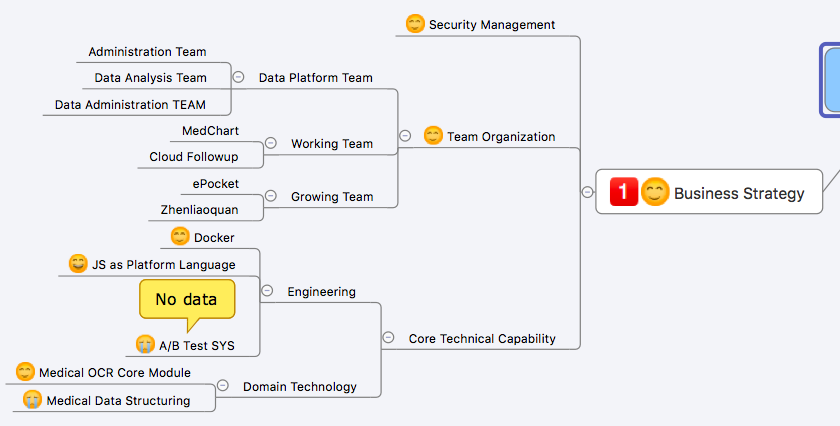 Security Management
Administration Team
Data Analysis Team
Data Platform Team
Data Administration TEAM
MedChart
Team Organization
Working Team
Cloud Followup
ePocket
1 Business Strategy
Growing Team
Zhenliaoquan
Docker
JS as Platform Language
Engineering
No data
Core Technical Capability
A/B Test SYS
Medical OCR Core Module
Domain Technology
Medical Data Structuring